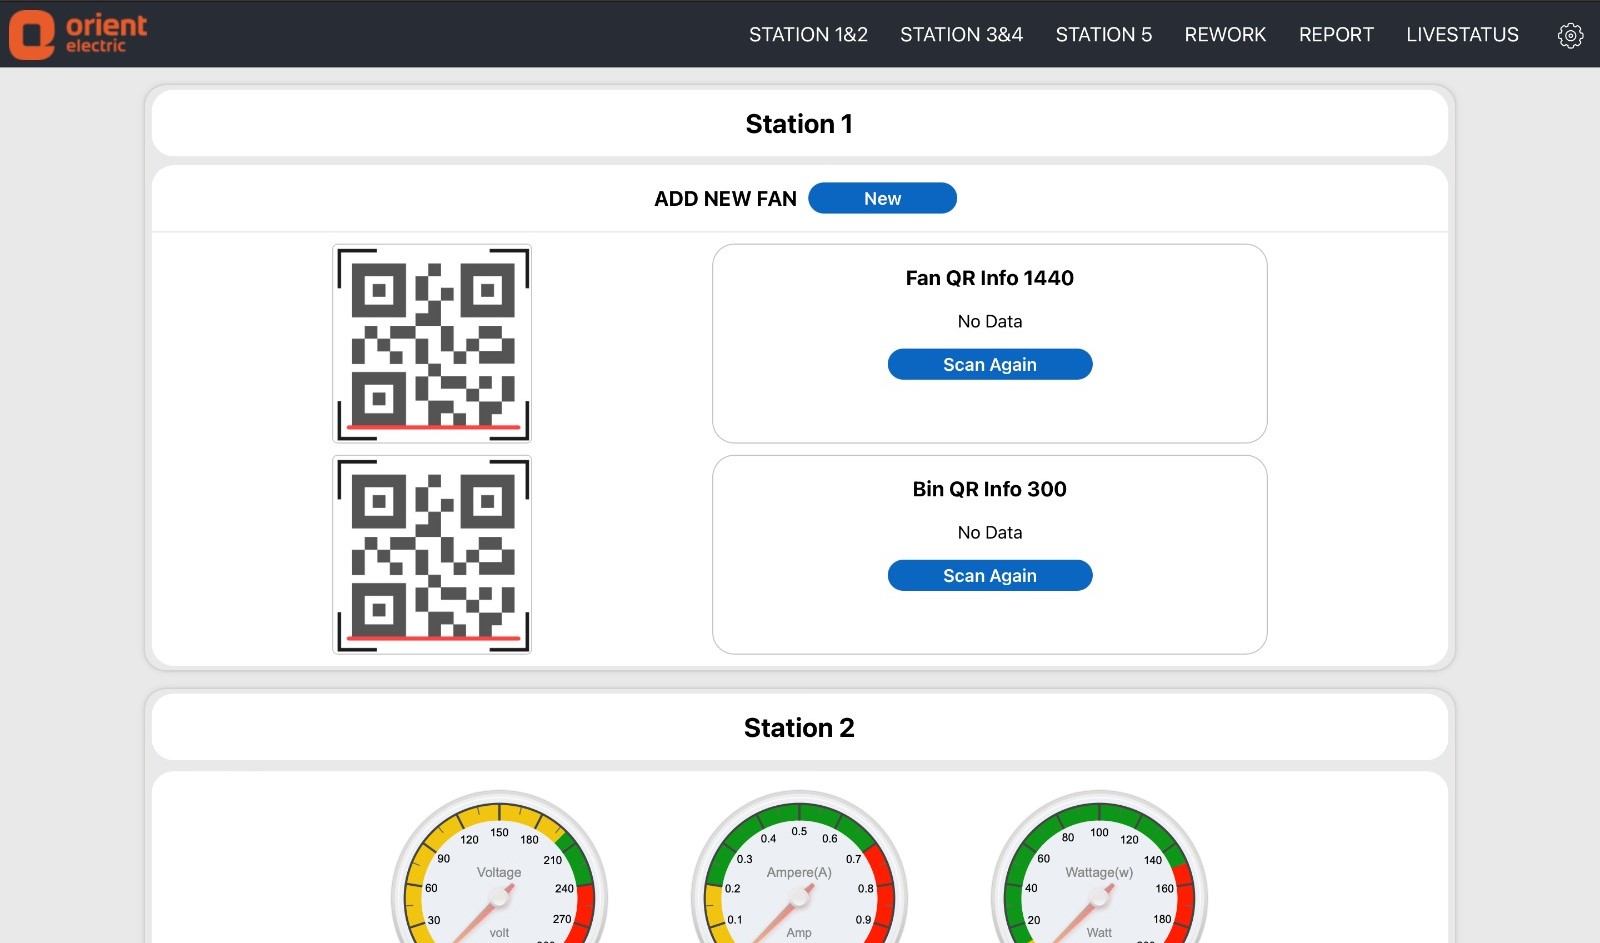 orient
electric
STATION 1&2 STATION 3&4 STATION 5 REWORK REPORT LIVESTATUS
Station 1
ADD NEW FAN New
Fan QR Info 1440
No Data
Scan Again
Bin QR Info 300
No Data
Scan Again
Station 2
30 60 90 120 150 180 210 240 270
Voltage
volt
0.1 0.2 0.3 0.4 0.5 0.6 0.7 0.8 0.9
Ampere(A)
Amp
20 40 60 80 100 120 140 160 180
Wattage(w)
Watt